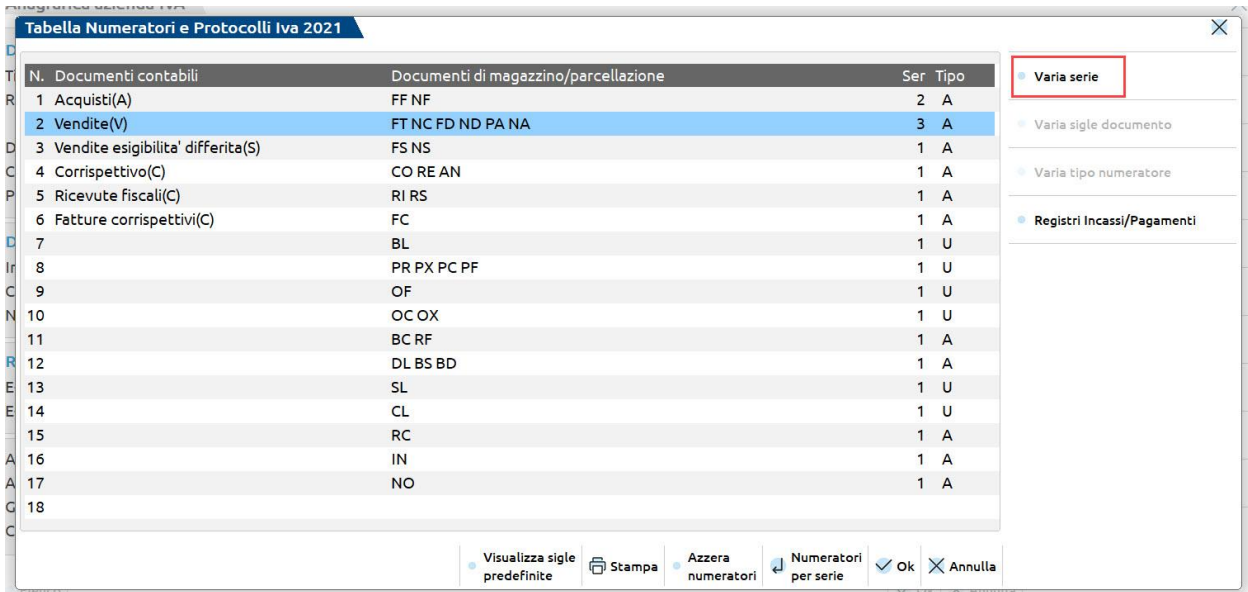 Anagrafica azienda IVA
Tabella Numeratori e Protocolli Iva 2021
N. Documenti contabili Documenti di magazzino/parcellazione Ser Tipo
1 Acquisti(A) FF NF 2 A
2 Vendite(V) FT NC FD ND PA NA 3 A
3 Vendite esigibilita' differita(S) FS NS 1 A
4 Corrispettivo(C) CO RE AN 1 A
5 Ricevute fiscali(C) RI RS 1 A
6 Fatture corrispettivi(C) FC 1 A
7 BL 1 U
8 PR PX PC PF 1 U
9 OF 1 U
10 OC OX 1 U
11 BC RF 1 A
12 DL BS BD 1 A
13 SL 1 U
14 CL 1 U
15 RC 1 A
16 IN 1 A
17 NO 1 A
18
Varia serie
Varia sigle documento
Varia tipo numeratore
Registri Incassi/Pagamenti
Visualizza sigle predefinite
Stampa
Azzera numeratori
Numeratori per serie
Ok
Annulla